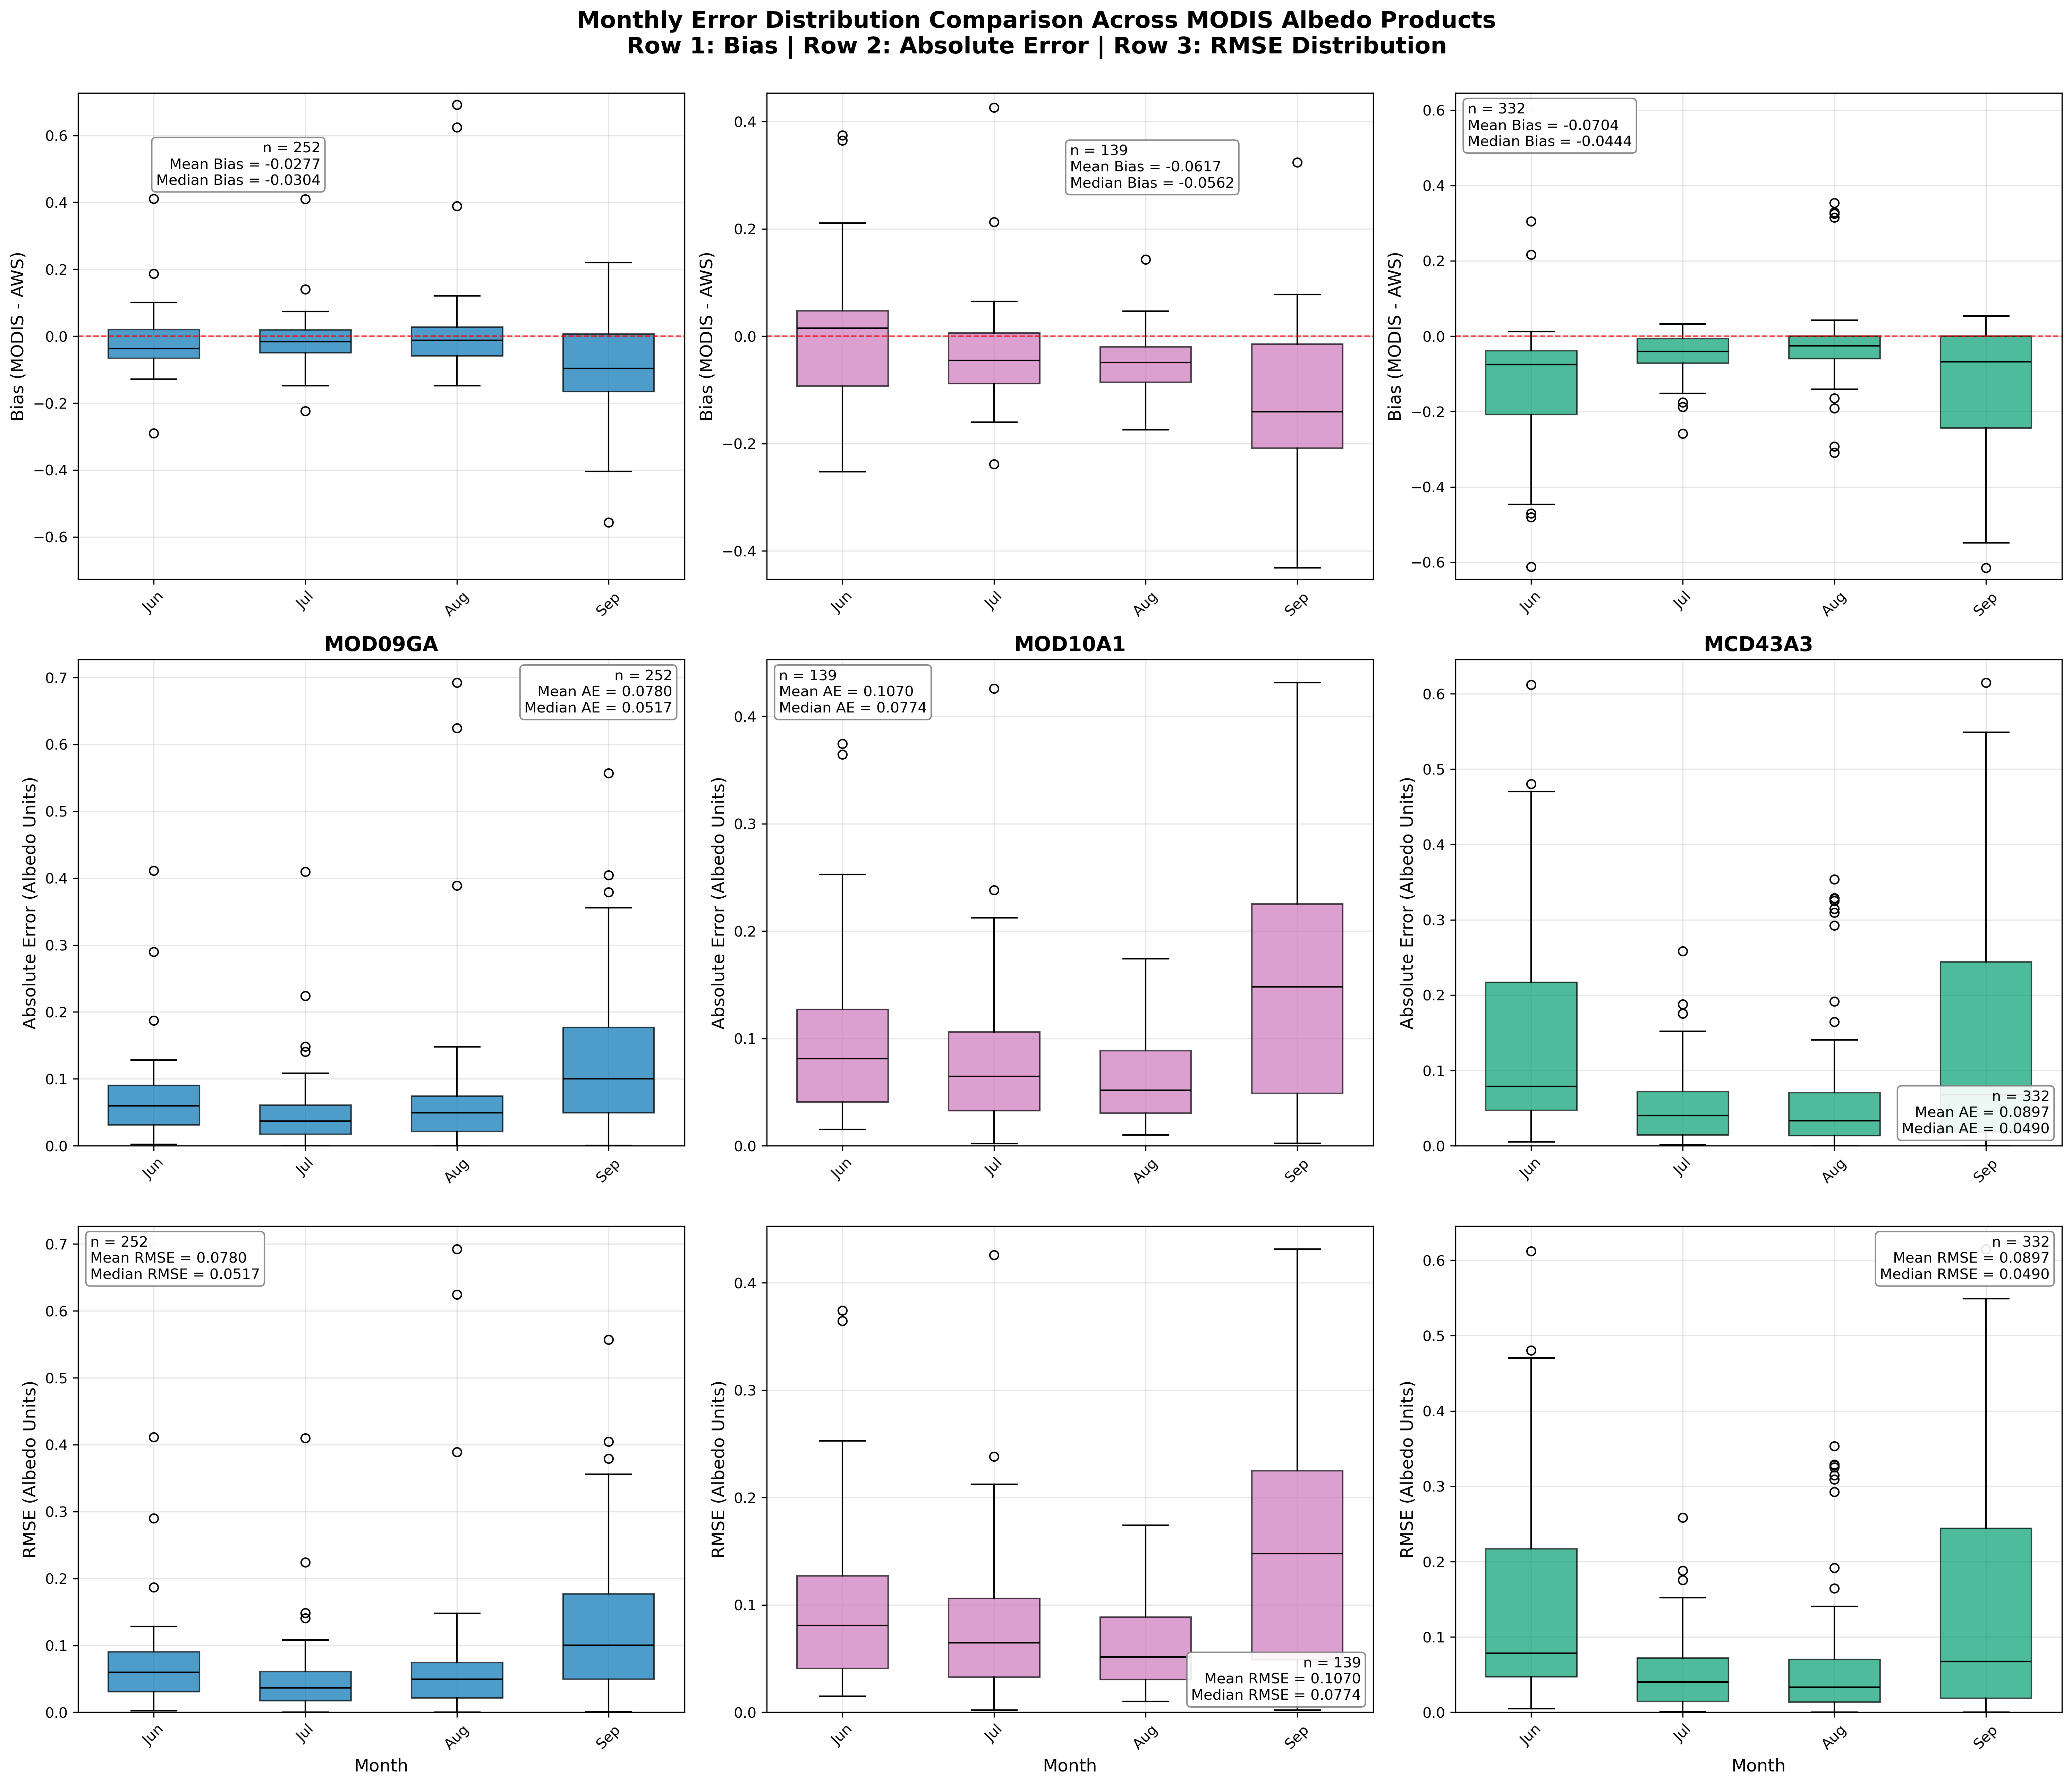 Monthly Error Distribution Comparison Across MODIS Albedo Products
Row 1: Bias | Row 2: Absolute Error | Row 3: RMSE Distribution
Bias (MODIS - AWS)
0.6
0.4
0.2
0.0
−0.2
−0.4
−0.6
n = 252
Mean Bias = -0.0277
Median Bias = -0.0304
Jun
Jul
Aug
Sep
Bias (MODIS - AWS)
0.4
0.2
0.0
−0.2
−0.4
n = 139
Mean Bias = -0.0617
Median Bias = -0.0562
Jun
Jul
Aug
Sep
Bias (MODIS - AWS)
0.6
0.4
0.2
0.0
−0.2
−0.4
−0.6
n = 332
Mean Bias = -0.0704
Median Bias = -0.0444
Jun
Jul
Aug
Sep
MOD09GA
Absolute Error (Albedo Units)
0.7
0.6
0.5
0.4
0.3
0.2
0.1
0.0
n = 252
Mean AE = 0.0780
Median AE = 0.0517
Jun
Jul
Aug
Sep
MOD10A1
Absolute Error (Albedo Units)
0.4
0.3
0.2
0.1
0.0
n = 139
Mean AE = 0.1070
Median AE = 0.0774
Jun
Jul
Aug
Sep
MCD43A3
Absolute Error (Albedo Units)
0.6
0.5
0.4
0.3
0.2
0.1
0.0
n = 332
Mean AE = 0.0897
Median AE = 0.0490
Jun
Jul
Aug
Sep
RMSE (Albedo Units)
0.7
0.6
0.5
0.4
0.3
0.2
0.1
0.0
n = 252
Mean RMSE = 0.0780
Median RMSE = 0.0517
Jun
Jul
Aug
Sep
Month
RMSE (Albedo Units)
0.4
0.3
0.2
0.1
0.0
n = 139
Mean RMSE = 0.1070
Median RMSE = 0.0774
Jun
Jul
Aug
Sep
Month
RMSE (Albedo Units)
0.6
0.5
0.4
0.3
0.2
0.1
0.0
n = 332
Mean RMSE = 0.0897
Median RMSE = 0.0490
Jun
Jul
Aug
Sep
Month